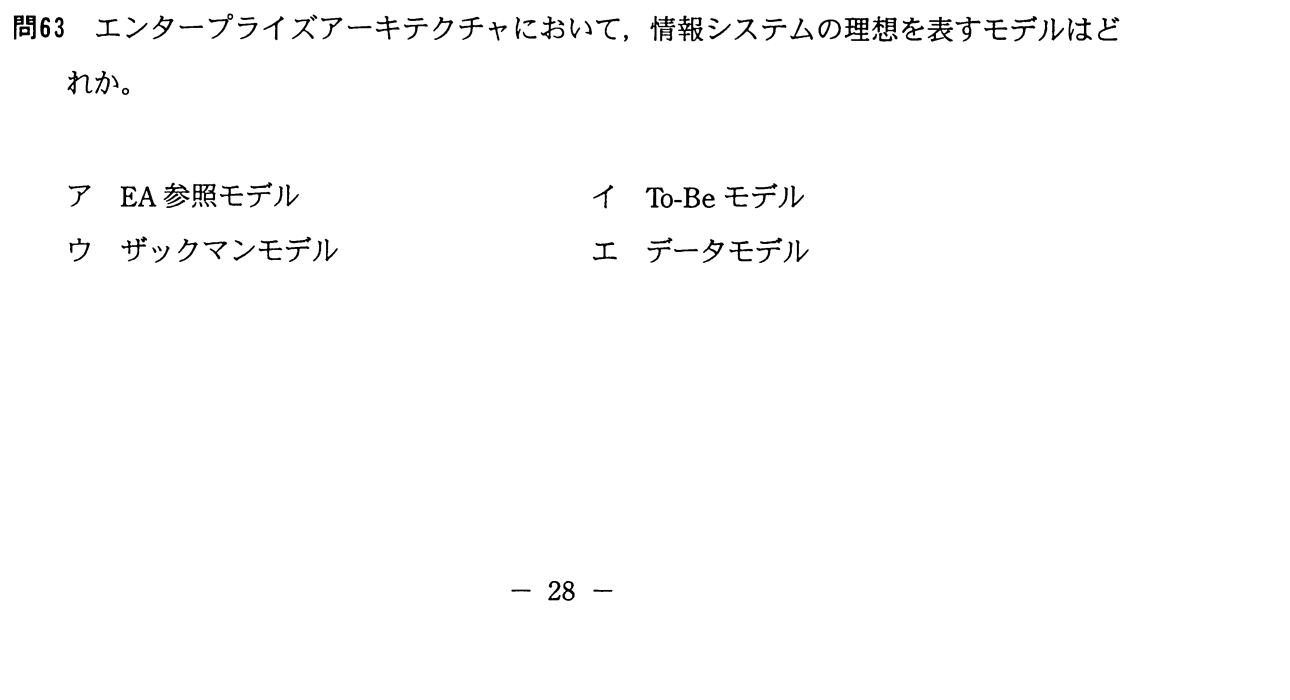 問63 エンタープライズアーキテクチャにおいて，情報システムの理想を表すモデルはど
れか。
ア EA 参照モデル イ To-Be モデル
ウ ザックマンモデル エ データモデル
－ 28 －